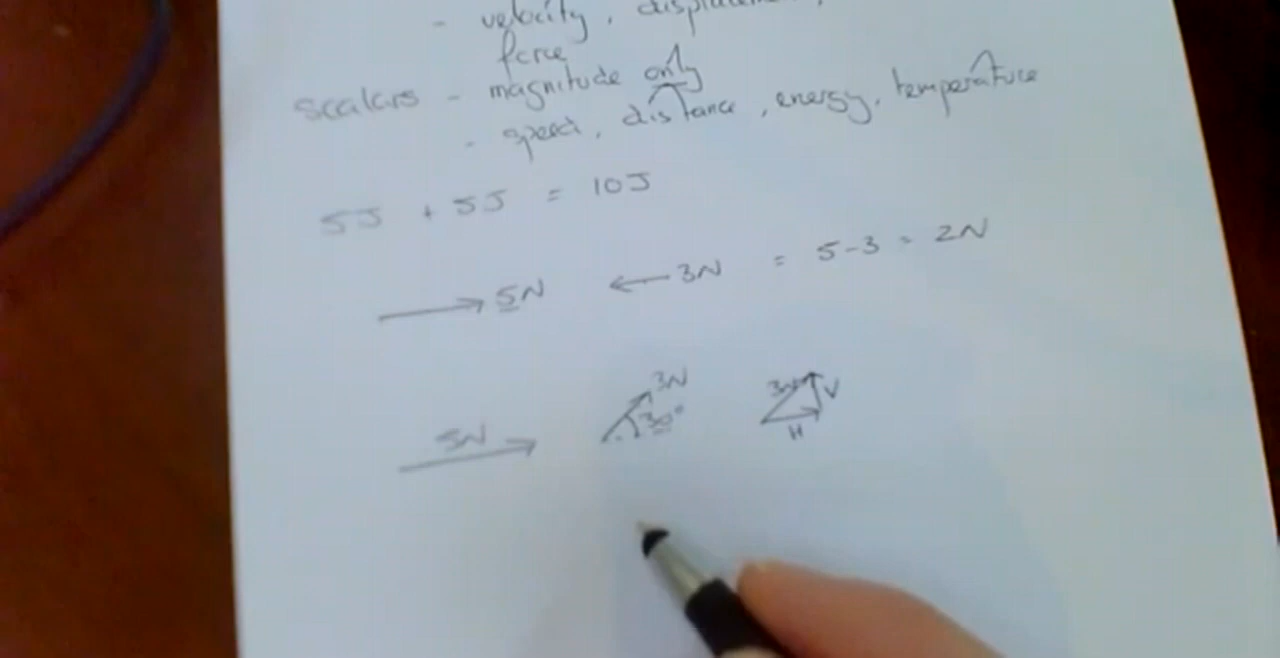 - velocity, displacement,
force
scalars - magnitude only
- speed, distance, energy, temperature
5J + 5J = 10J
→ 5N ← 3N = 5-3 = 2N
5N 3N 30° 3N V
H